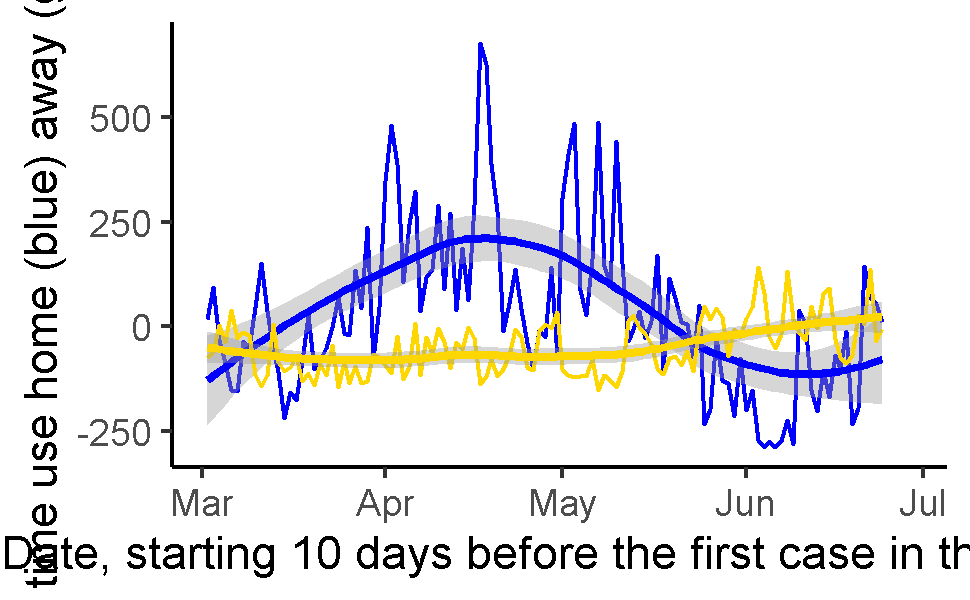 time use home (blue) away (
500
250
0
-250
Mar Apr May Jun Jul
Date, starting 10 days before the first case in th